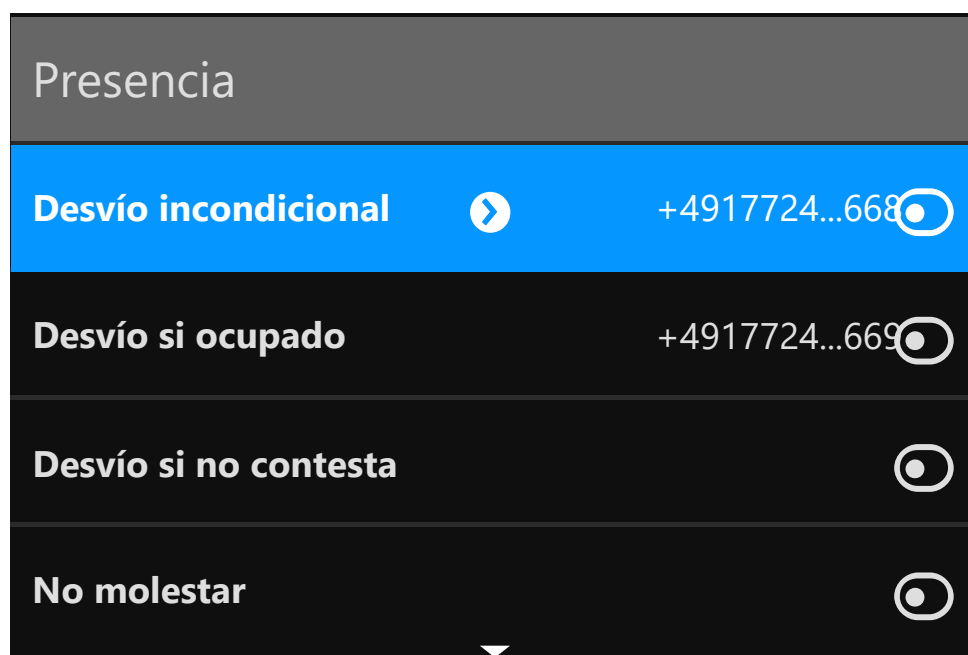 Presencia
Desvío incondicional +4917724...668
Desvío si ocupado +4917724...669
Desvío si no contesta
No molestar